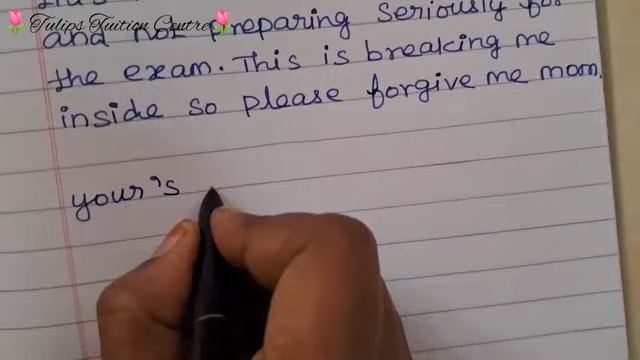 🌷Tulips Tuition Centre🌷
and not preparing seriously for
the exam. This is breaking me
inside so please forgive me mom.
your's